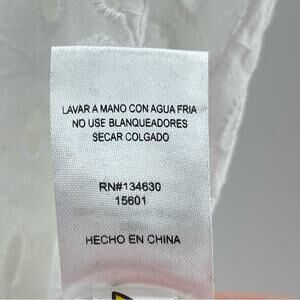 LAVAR A MANO CON AGUA FRIA
NO USE BLANQUEADORES
SECAR COLGADO
RN#134630
15601
HECHO EN CHINA